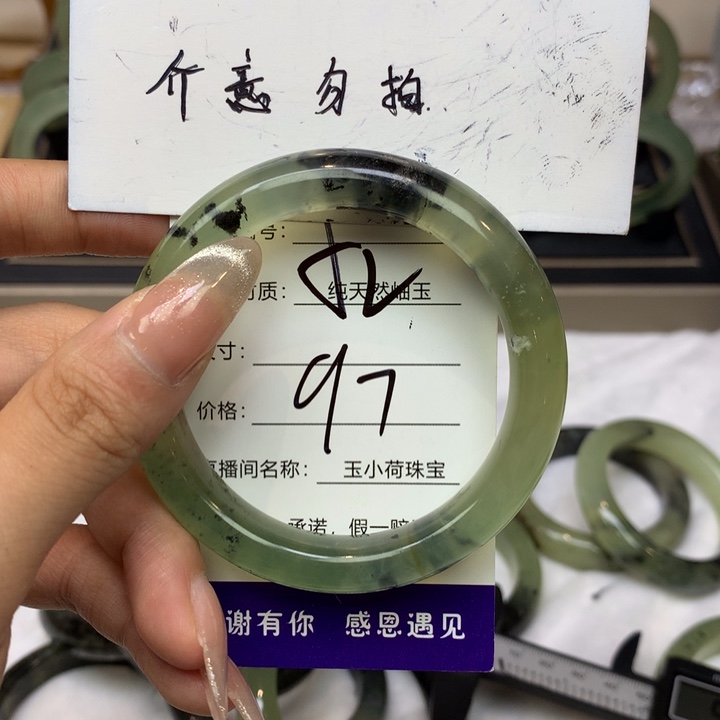 介意勿拍
号:
质: 纯天然岫玉
寸:
97
价格:
播间名称: 玉小荷珠宝
承诺,假一赔
谢有你 感恩遇见